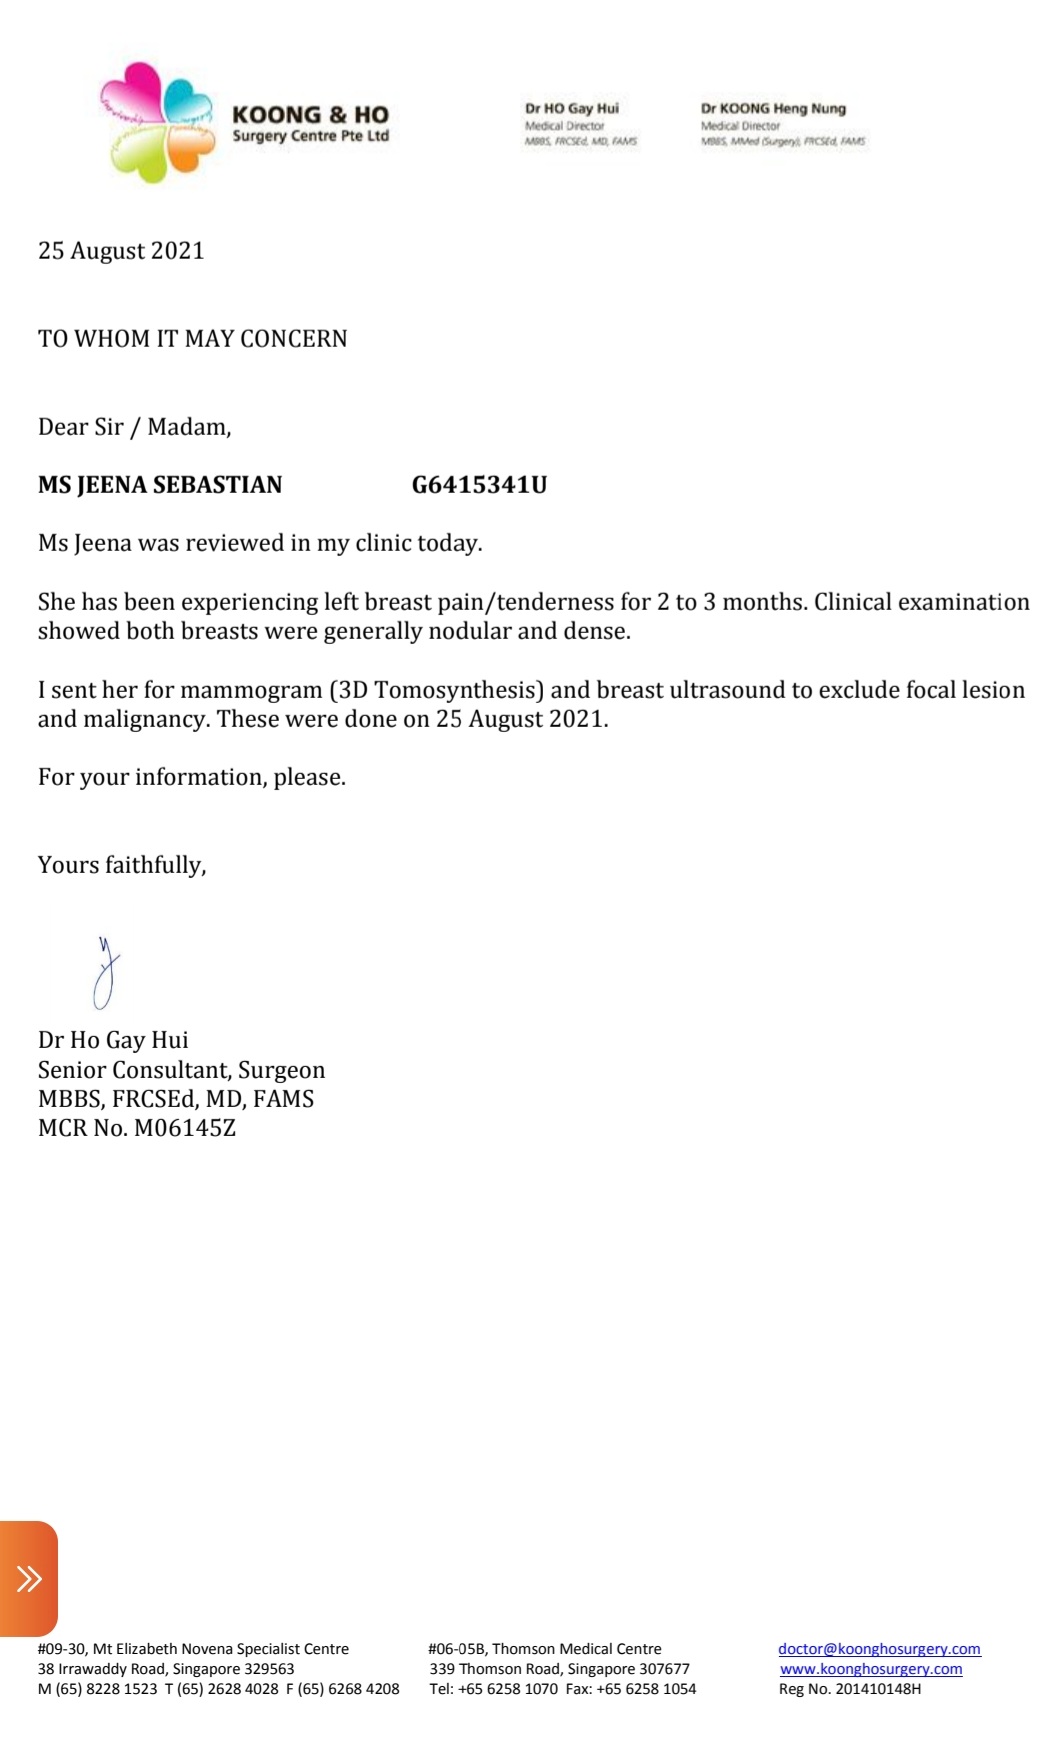 KOONG & HO
Surgery Centre Pte Ltd
Dr HO Gay Hui
Medical Director
MBBS, FRCSEd, MD, FAMS
Dr KOONG Heng Nung
Medical Director
MBBS, MMed (Surgery), FRCSEd, FAMS
25 August 2021
TO WHOM IT MAY CONCERN
Dear Sir / Madam,
MS JEENA SEBASTIAN G6415341U
Ms Jeena was reviewed in my clinic today.
She has been experiencing left breast pain/tenderness for 2 to 3 months. Clinical examination
showed both breasts were generally nodular and dense.
I sent her for mammogram (3D Tomosynthesis) and breast ultrasound to exclude focal lesion
and malignancy. These were done on 25 August 2021.
For your information, please.
Yours faithfully,
Dr Ho Gay Hui
Senior Consultant, Surgeon
MBBS, FRCSEd, MD, FAMS
MCR No. M06145Z
#09-30, Mt Elizabeth Novena Specialist Centre
38 Irrawaddy Road, Singapore 329563
M (65) 8228 1523 T (65) 2628 4028 F (65) 6268 4208
#06-05B, Thomson Medical Centre
339 Thomson Road, Singapore 307677
Tel: +65 6258 1070 Fax: +65 6258 1054
doctor@koonghosurgery.com
www.koonghosurgery.com
Reg No. 201410148H